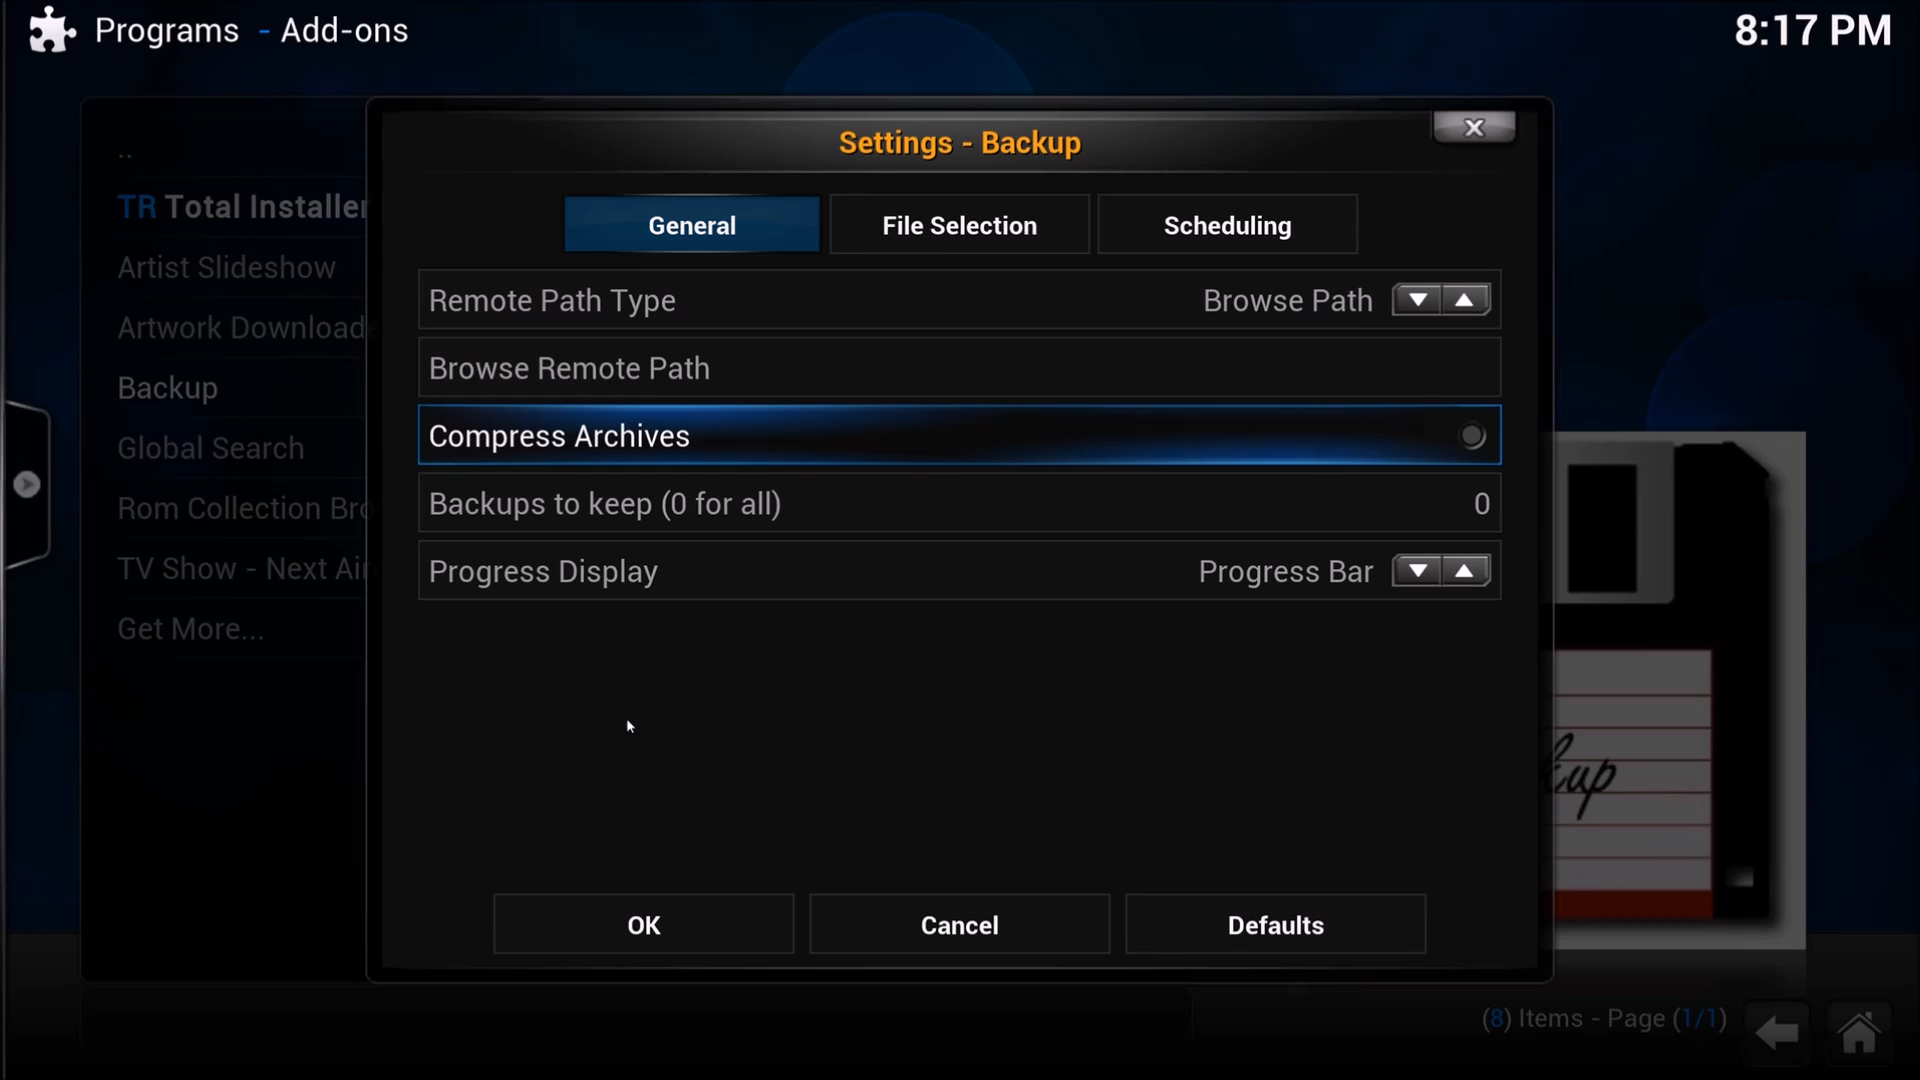 Programs - Add-ons
8:17 PM
..
TR Total Installer
Artist Slideshow
Artwork Downloade
Backup
Global Search
Rom Collection Bro
TV Show - Next Air
Get More...
Settings - Backup
X
General
File Selection
Scheduling
Remote Path Type
Browse Path
Browse Remote Path
Compress Archives
Backups to keep (0 for all)
0
Progress Display
Progress Bar
OK
Cancel
Defaults
kup
(8) Items - Page (1/1)